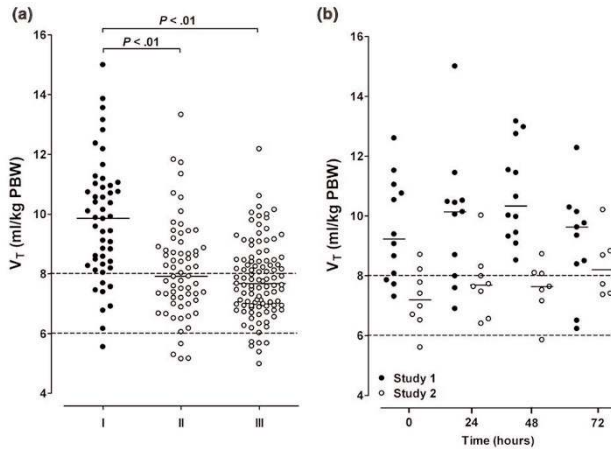 (a)
P < .01
P < .01
16
14
12
10
8
6
4
V_T (ml/kg PBW)
I II III
(b)
16
14
12
10
8
6
4
V_T (ml/kg PBW)
Study 1
Study 2
0 24 48 72
Time (hours)